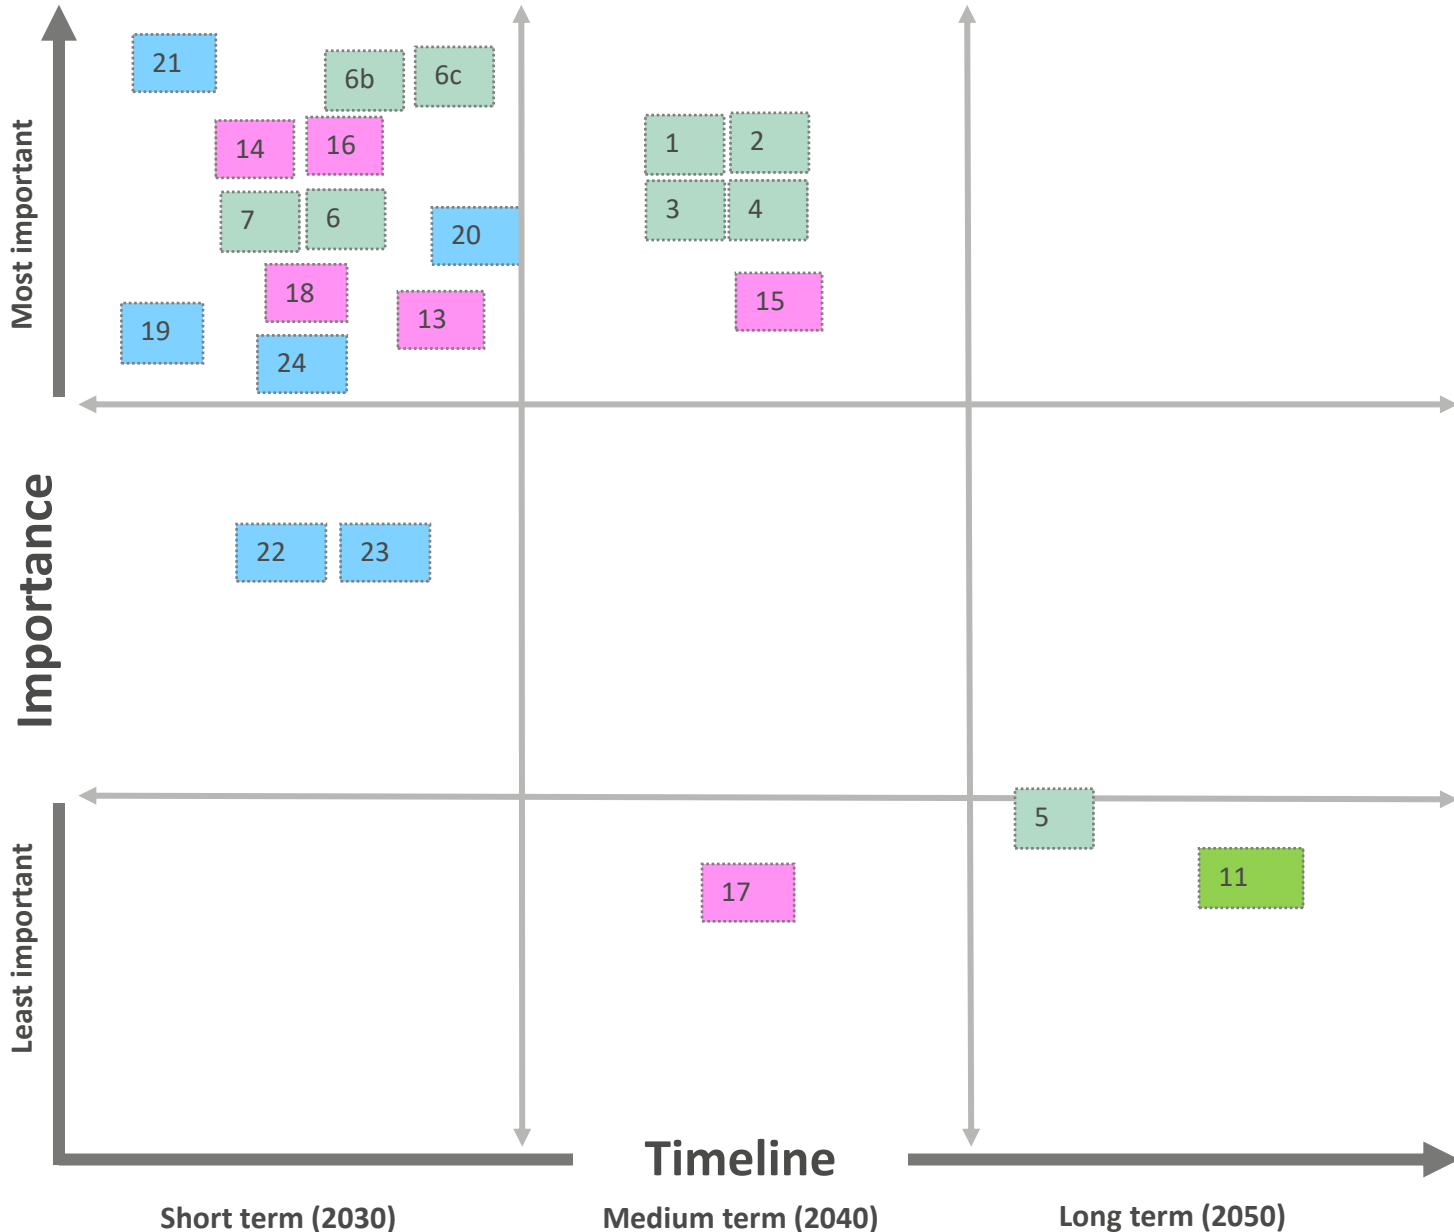 21
6b
6c
14
16
1
2
7
6
20
3
4
18
13
15
19
24
Most important
22
23
Importance
5
17
11
Least important
Timeline
Short term (2030)
Medium term (2040)
Long term (2050)